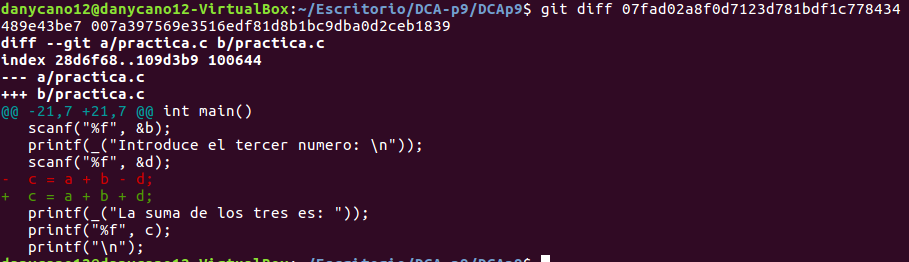 danycano12@danycano12-VirtualBox:~/Escritorio/DCA-p9/DCAp9$ git diff 07fad02a8f0d7123d781bdf1c778434
489e43be7 007a397569e3516edf81d8b1bc9dba0d2ceb1839
diff --git a/practica.c b/practica.c
index 28d6f68..109d3b9 100644
--- a/practica.c
+++ b/practica.c
@@ -21,7 +21,7 @@ int main()
   scanf("%f", &b);
   printf(_("Introduce el tercer numero: \n"));
   scanf("%f", &d);
-  c = a + b - d;
+  c = a + b + d;
   printf(_("La suma de los tres es: "));
   printf("%f", c);
   printf("\n");
danycano12@danycano12-VirtualBox:~/Escritorio/DCA-p9/DCAp9$